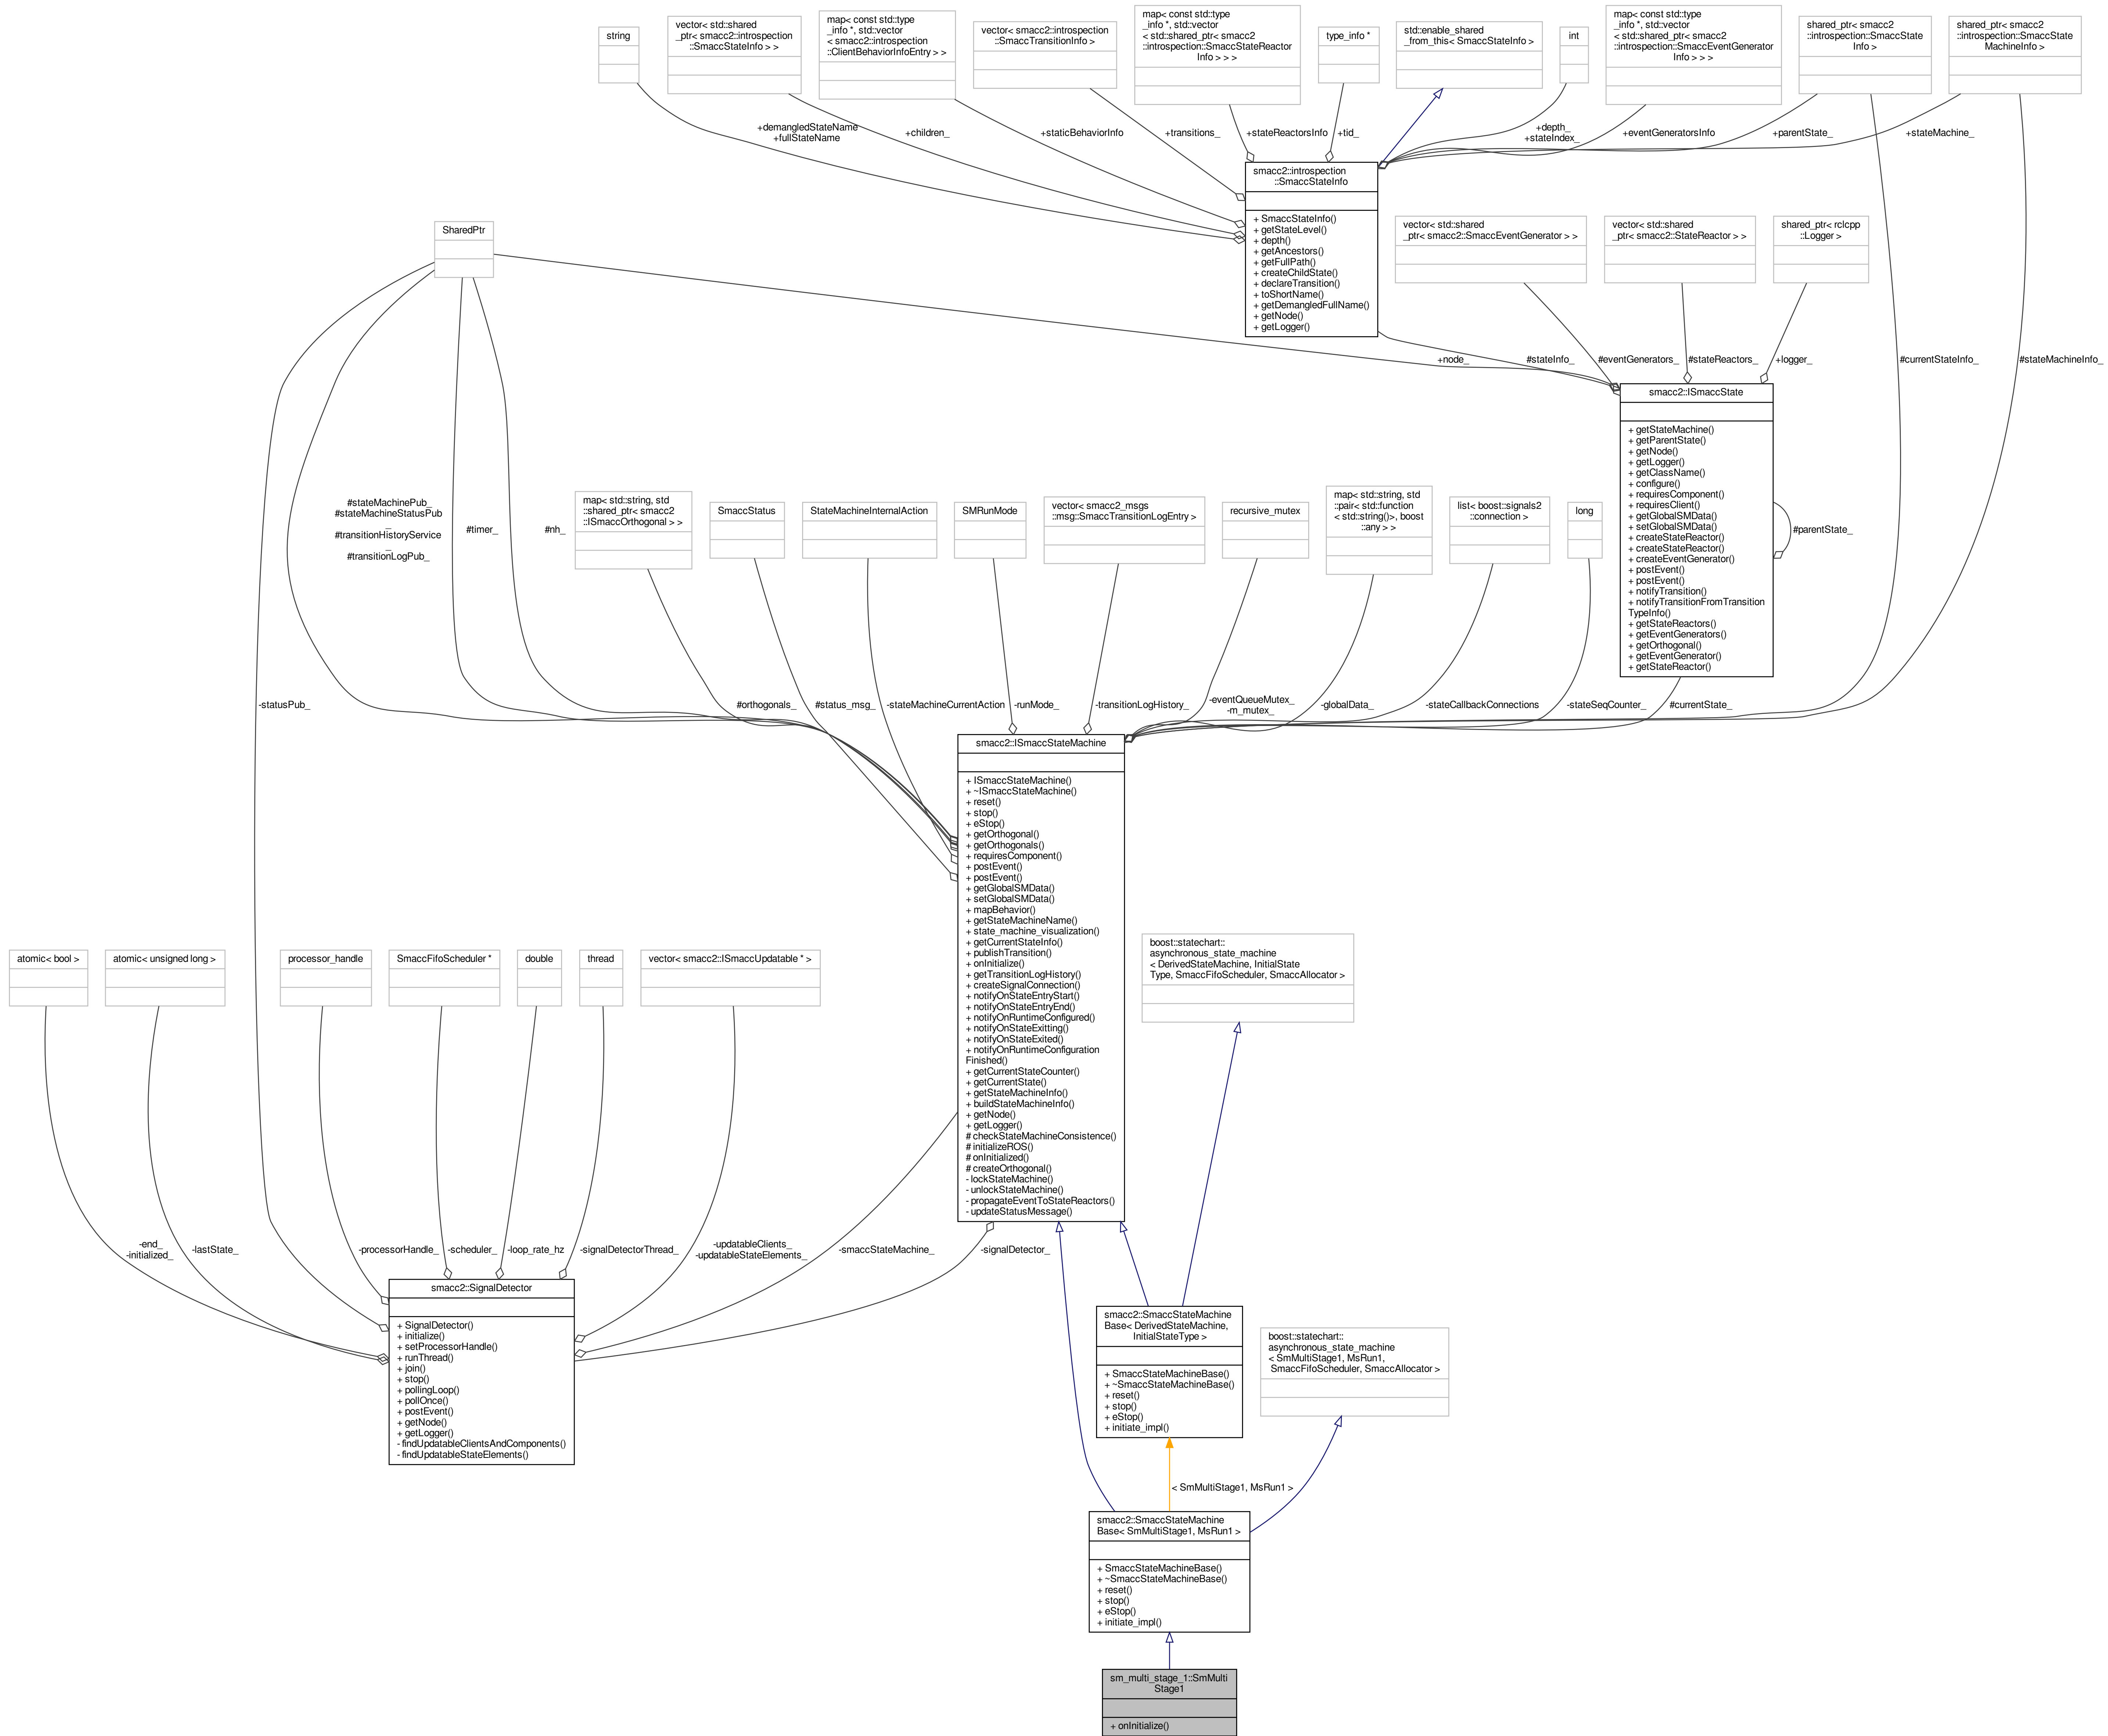 string
vector< std::shared
_ptr< smacc2::introspection
::SmaccStateInfo > >
map< const std::type
_info *, std::vector
< smacc2::introspection
::ClientBehaviorInfoEntry > >
vector< smacc2::introspection
::SmaccTransitionInfo >
map< const std::type
_info *, std::vector
< std::shared_ptr< smacc2
::introspection::SmaccStateReactor
Info > > >
type_info *
std::enable_shared
_from_this< SmaccStateInfo >
int
map< const std::type
_info *, std::vector
< std::shared_ptr< smacc2
::introspection::SmaccEventGenerator
Info > > >
shared_ptr< smacc2
::introspection::SmaccState
Info >
shared_ptr< smacc2
::introspection::SmaccState
MachineInfo >
+demangledStateName
+fullStateName
+children_
+staticBehaviorInfo
+transitions_
+stateReactorsInfo
+tid_
+depth_
+stateIndex_
+eventGeneratorsInfo
+parentState_
+stateMachine_
smacc2::introspection
::SmaccStateInfo
+ SmaccStateInfo()
+ getStateLevel()
+ depth()
+ getAncestors()
+ getFullPath()
+ createChildState()
+ declareTransition()
+ toShortName()
+ getDemangledFullName()
+ getNode()
+ getLogger()
SharedPtr
vector< std::shared
_ptr< smacc2::SmaccEventGenerator > >
vector< std::shared
_ptr< smacc2::StateReactor > >
shared_ptr< rclcpp
::Logger >
+node_
#stateInfo_
#eventGenerators_
#stateReactors_
+logger_
#currentStateInfo_
#stateMachineInfo_
smacc2::ISmaccState
+ getStateMachine()
+ getParentState()
+ getNode()
+ getLogger()
+ getClassName()
+ configure()
+ requiresComponent()
+ requiresClient()
+ getGlobalSMData()
+ setGlobalSMData()
+ createStateReactor()
+ createStateReactor()
+ createEventGenerator()
+ postEvent()
+ postEvent()
+ notifyTransition()
+ notifyTransitionFromTransition
TypeInfo()
+ getStateReactors()
+ getEventGenerators()
+ getOrthogonal()
+ getEventGenerator()
+ getStateReactor()
#parentState_
#stateMachinePub_
#stateMachineStatusPub
_
#transitionHistoryService
_
#transitionLogPub_
#timer_
#nh_
map< std::string, std
::shared_ptr< smacc2
::ISmaccOrthogonal > >
SmaccStatus
StateMachineInternalAction
SMRunMode
vector< smacc2_msgs
::msg::SmaccTransitionLogEntry >
recursive_mutex
map< std::string, std
::pair< std::function
< std::string()>, boost
::any > >
list< boost::signals2
::connection >
long
-statusPub_
#orthogonals_
#status_msg_
-stateMachineCurrentAction
-runMode_
-transitionLogHistory_
-eventQueueMutex_
-m_mutex_
-globalData_
-stateCallbackConnections
-stateSeqCounter_
#currentState_
smacc2::ISmaccStateMachine
+ ISmaccStateMachine()
+ ~ISmaccStateMachine()
+ reset()
+ stop()
+ eStop()
+ getOrthogonal()
+ getOrthogonals()
+ requiresComponent()
+ postEvent()
+ postEvent()
+ getGlobalSMData()
+ setGlobalSMData()
+ mapBehavior()
+ getStateMachineName()
+ state_machine_visualization()
+ getCurrentStateInfo()
+ publishTransition()
+ onInitialize()
+ getTransitionLogHistory()
+ createSignalConnection()
+ notifyOnStateEntryStart()
+ notifyOnStateEntryEnd()
+ notifyOnRuntimeConfigured()
+ notifyOnStateExitting()
+ notifyOnStateExited()
+ notifyOnRuntimeConfiguration
Finished()
+ getCurrentStateCounter()
+ getCurrentState()
+ getStateMachineInfo()
+ buildStateMachineInfo()
+ getNode()
+ getLogger()
# checkStateMachineConsistence()
# initializeROS()
# onInitialized()
# createOrthogonal()
- lockStateMachine()
- unlockStateMachine()
- propagateEventToStateReactors()
- updateStatusMessage()
atomic< bool >
atomic< unsigned long >
processor_handle
SmaccFifoScheduler *
double
thread
vector< smacc2::ISmaccUpdatable * >
boost::statechart::
asynchronous_state_machine
< DerivedStateMachine, InitialState
Type, SmaccFifoScheduler, SmaccAllocator >
-end_
-initialized_
-lastState_
-processorHandle_
-scheduler_
-loop_rate_hz
-signalDetectorThread_
-updatableClients_
-updatableStateElements_
-smaccStateMachine_
-signalDetector_
smacc2::SignalDetector
+ SignalDetector()
+ initialize()
+ setProcessorHandle()
+ runThread()
+ join()
+ stop()
+ pollingLoop()
+ pollOnce()
+ postEvent()
+ getNode()
+ getLogger()
- findUpdatableClientsAndComponents()
- findUpdatableStateElements()
smacc2::SmaccStateMachine
Base< DerivedStateMachine,
InitialStateType >
+ SmaccStateMachineBase()
+ ~SmaccStateMachineBase()
+ reset()
+ stop()
+ eStop()
+ initiate_impl()
boost::statechart::
asynchronous_state_machine
< SmMultiStage1, MsRun1,
SmaccFifoScheduler, SmaccAllocator >
< SmMultiStage1, MsRun1 >
smacc2::SmaccStateMachine
Base< SmMultiStage1, MsRun1 >
+ SmaccStateMachineBase()
+ ~SmaccStateMachineBase()
+ reset()
+ stop()
+ eStop()
+ initiate_impl()
sm_multi_stage_1::SmMulti
Stage1
+ onInitialize()